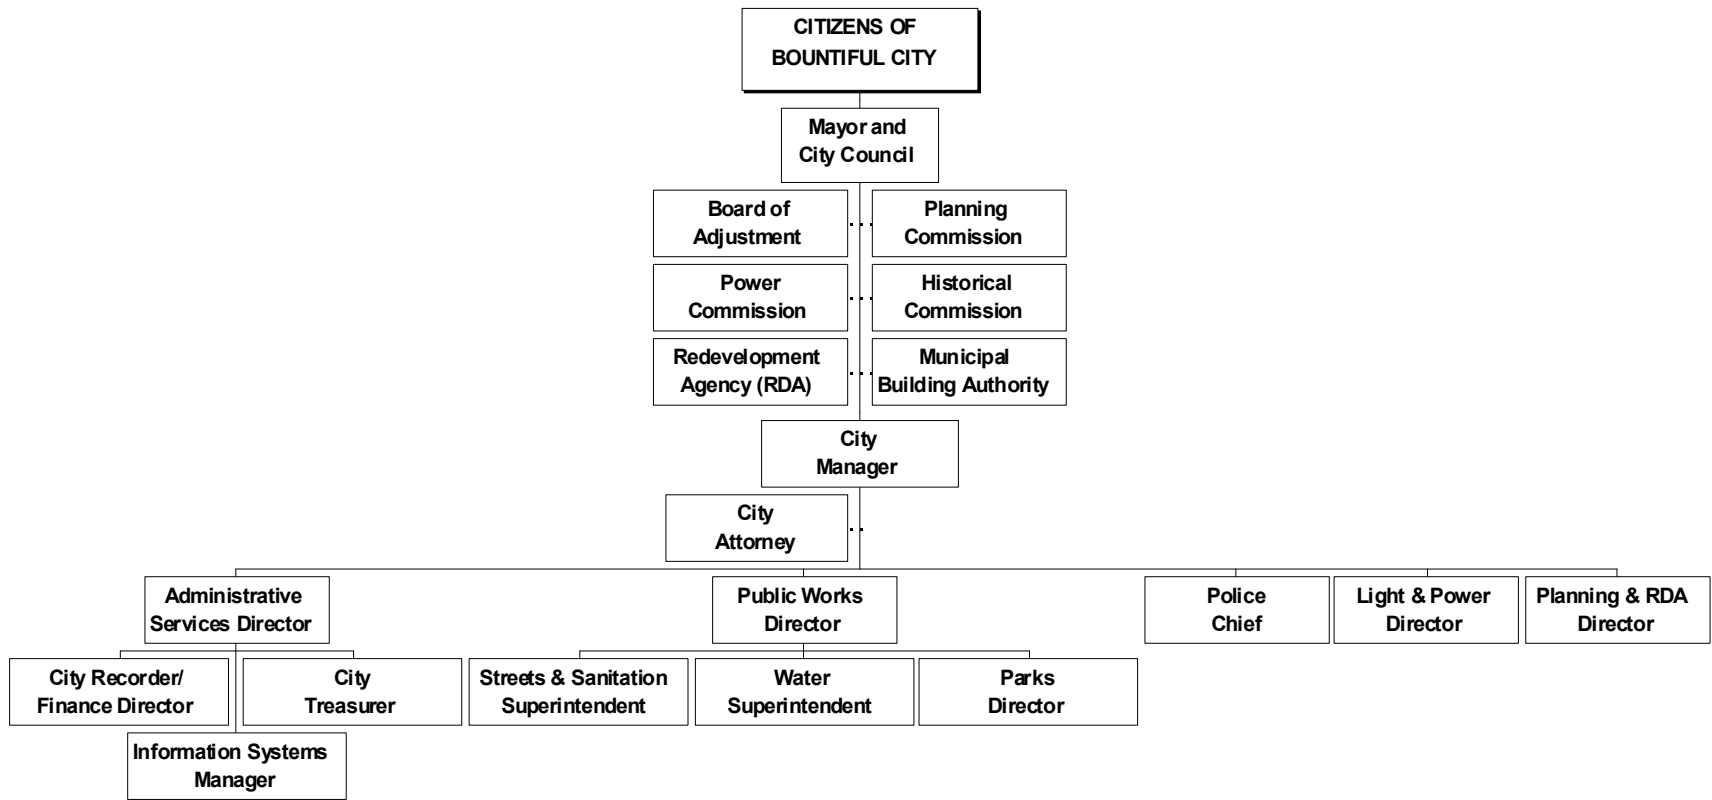 CITIZENS OF
BOUNTIFUL CITY
Mayor and
City Council
Board of
Adjustment
Planning
Commission
Power
Commission
Historical
Commission
Redevelopment
Agency (RDA)
Municipal
Building Authority
City
Manager
City
Attorney
Administrative
Services Director
Public Works
Director
Police
Chief
Light & Power
Director
Planning & RDA
Director
City Recorder/
Finance Director
City
Treasurer
Streets & Sanitation
Superintendent
Water
Superintendent
Parks
Director
Information Systems
Manager